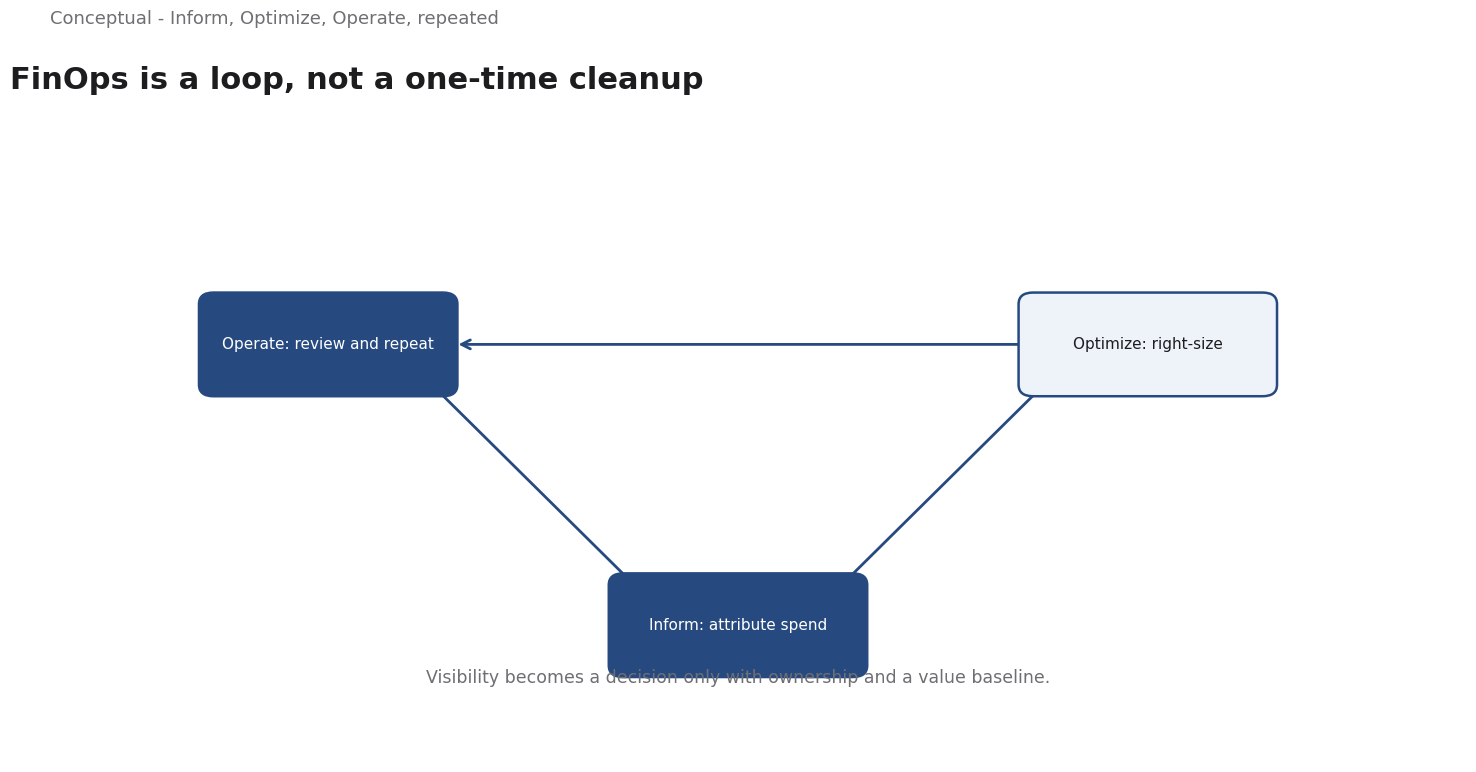 Conceptual - Inform, Optimize, Operate, repeated
FinOps is a loop, not a one-time cleanup
Operate: review and repeat
Optimize: right-size
Inform: attribute spend
Visibility becomes a decision only with ownership and a value baseline.